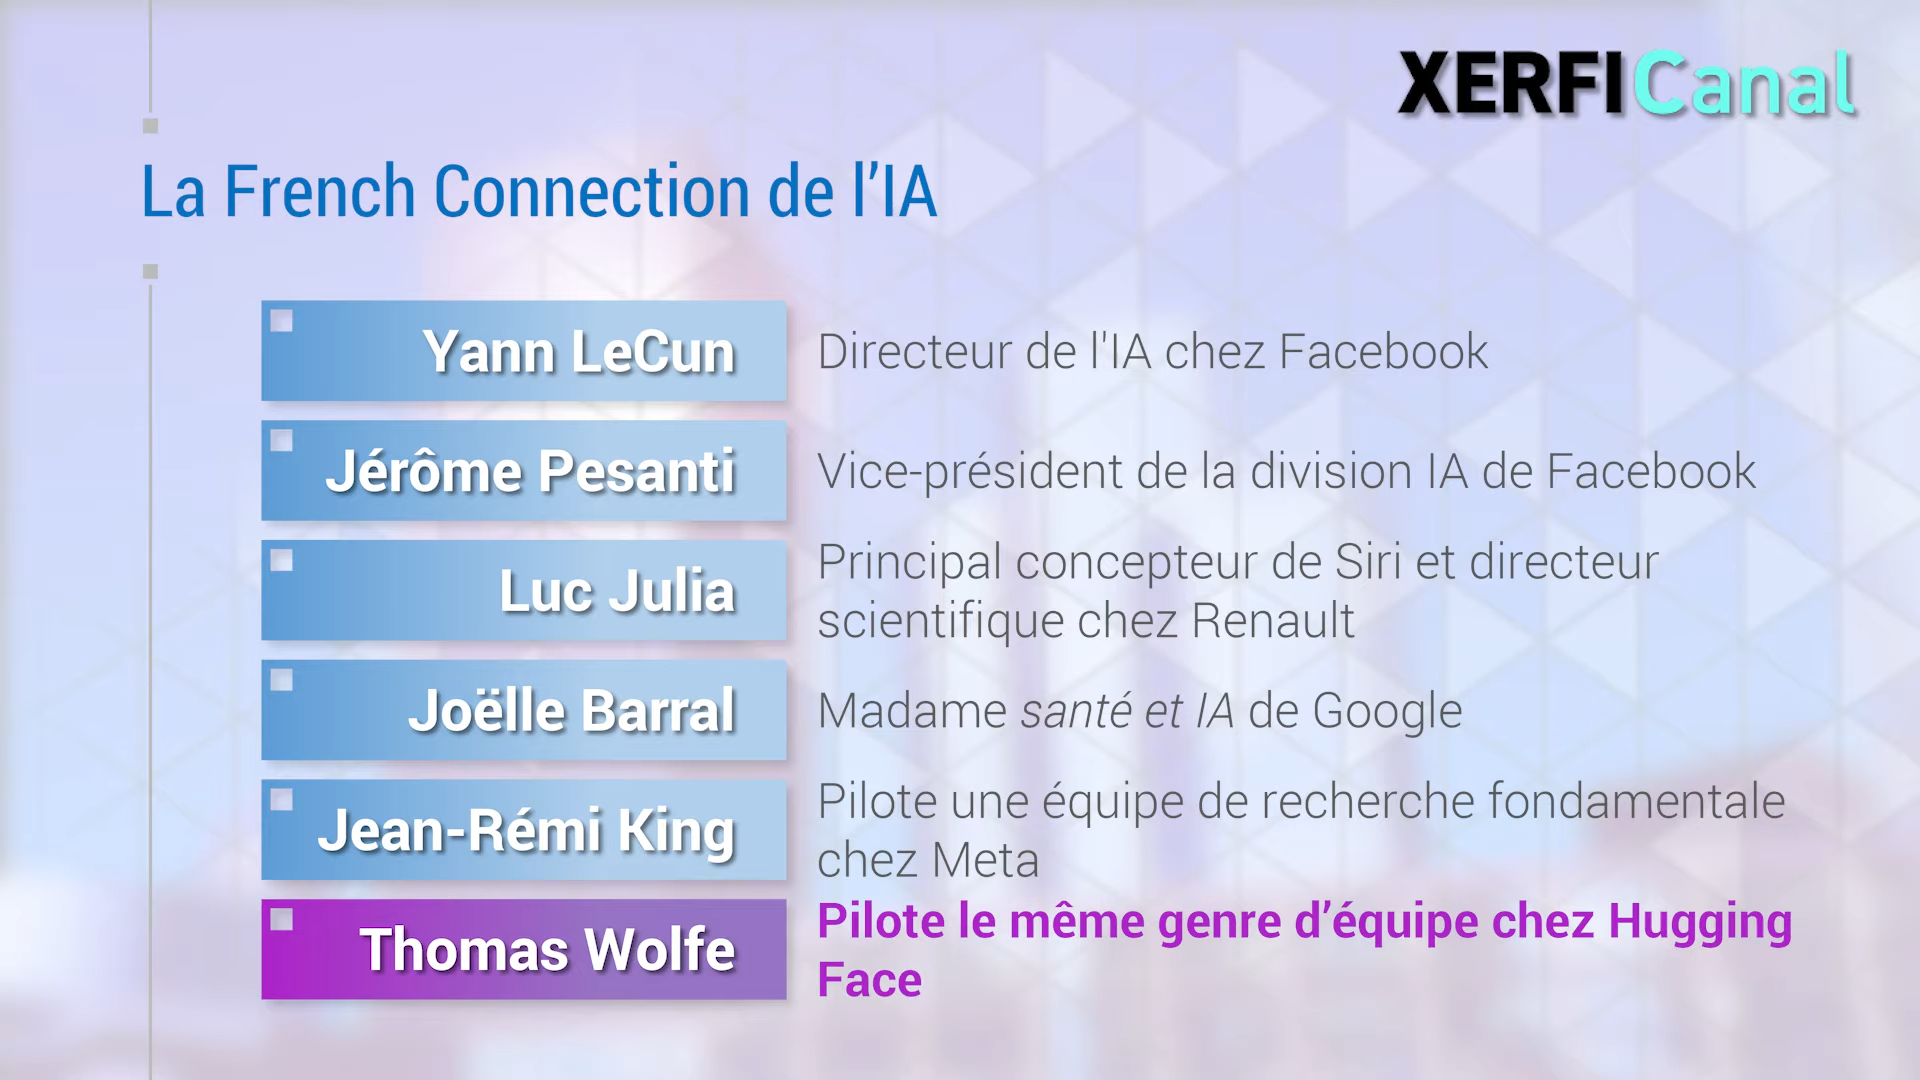 XERFICanal
La French Connection de l’IA
Yann LeCun
Directeur de l'IA chez Facebook
Jérôme Pesanti
Vice-président de la division IA de Facebook
Luc Julia
Principal concepteur de Siri et directeur
scientifique chez Renault
Joëlle Barral
Madame santé et IA de Google
Jean-Rémi King
Pilote une équipe de recherche fondamentale
chez Meta
Thomas Wolfe
Pilote le même genre d’équipe chez Hugging
Face